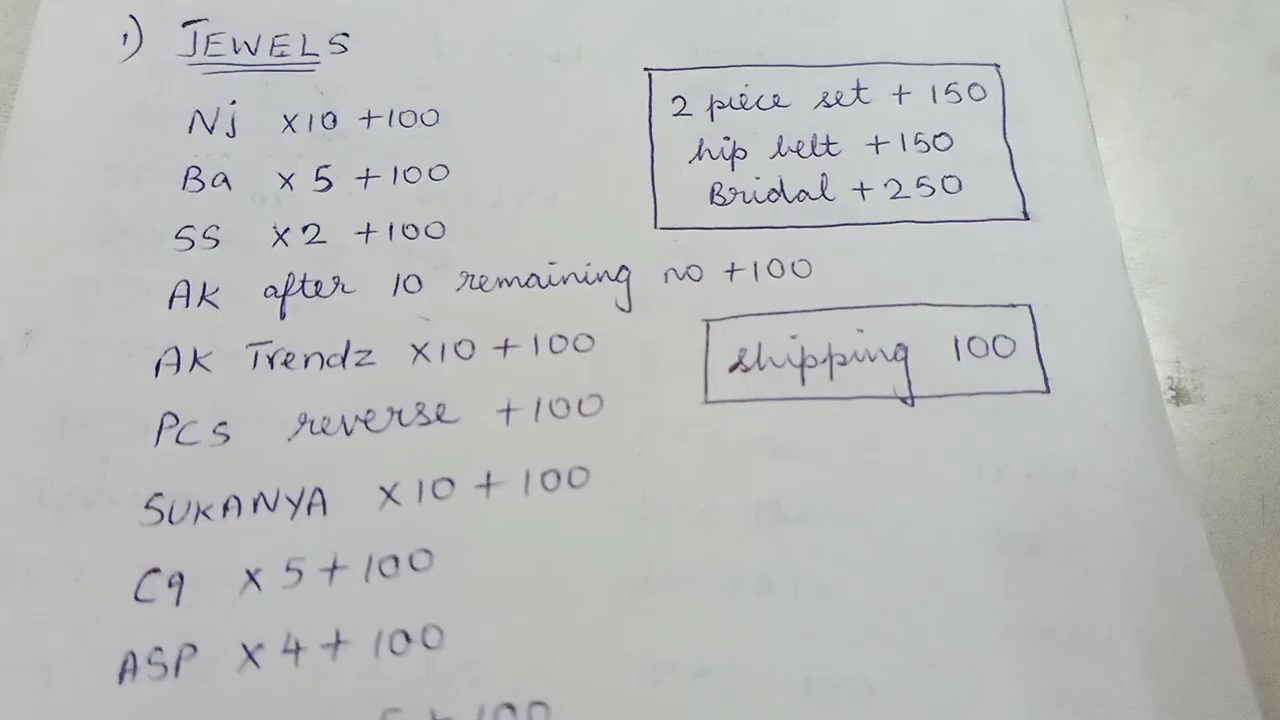 1) JEWELS
Nj x10 +100
Ba x 5 +100
SS x2 +100
AK after 10 remaining no +100
AK Trendz x10 +100
PCS reverse +100
SUKANYA x10 + 100
C9 x 5 + 100
ASP x 4 + 100
5 + 100
2 piece set + 150
hip belt +150
Bridal + 250
shipping 100